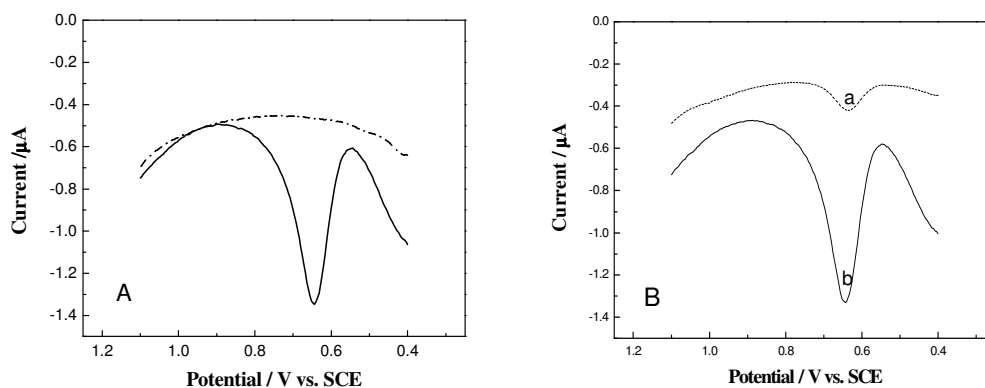 0.0
-0.2
-0.4
-0.6
-0.8
-1.0
-1.2
-1.4
Current /μA
A
1.2 1.0 0.8 0.6 0.4
Potential / V vs. SCE
0.0
-0.2
-0.4
-0.6
-0.8
-1.0
-1.2
-1.4
Current / μA
a
b
B
1.2 1.0 0.8 0.6 0.4
Potential / V vs. SCE